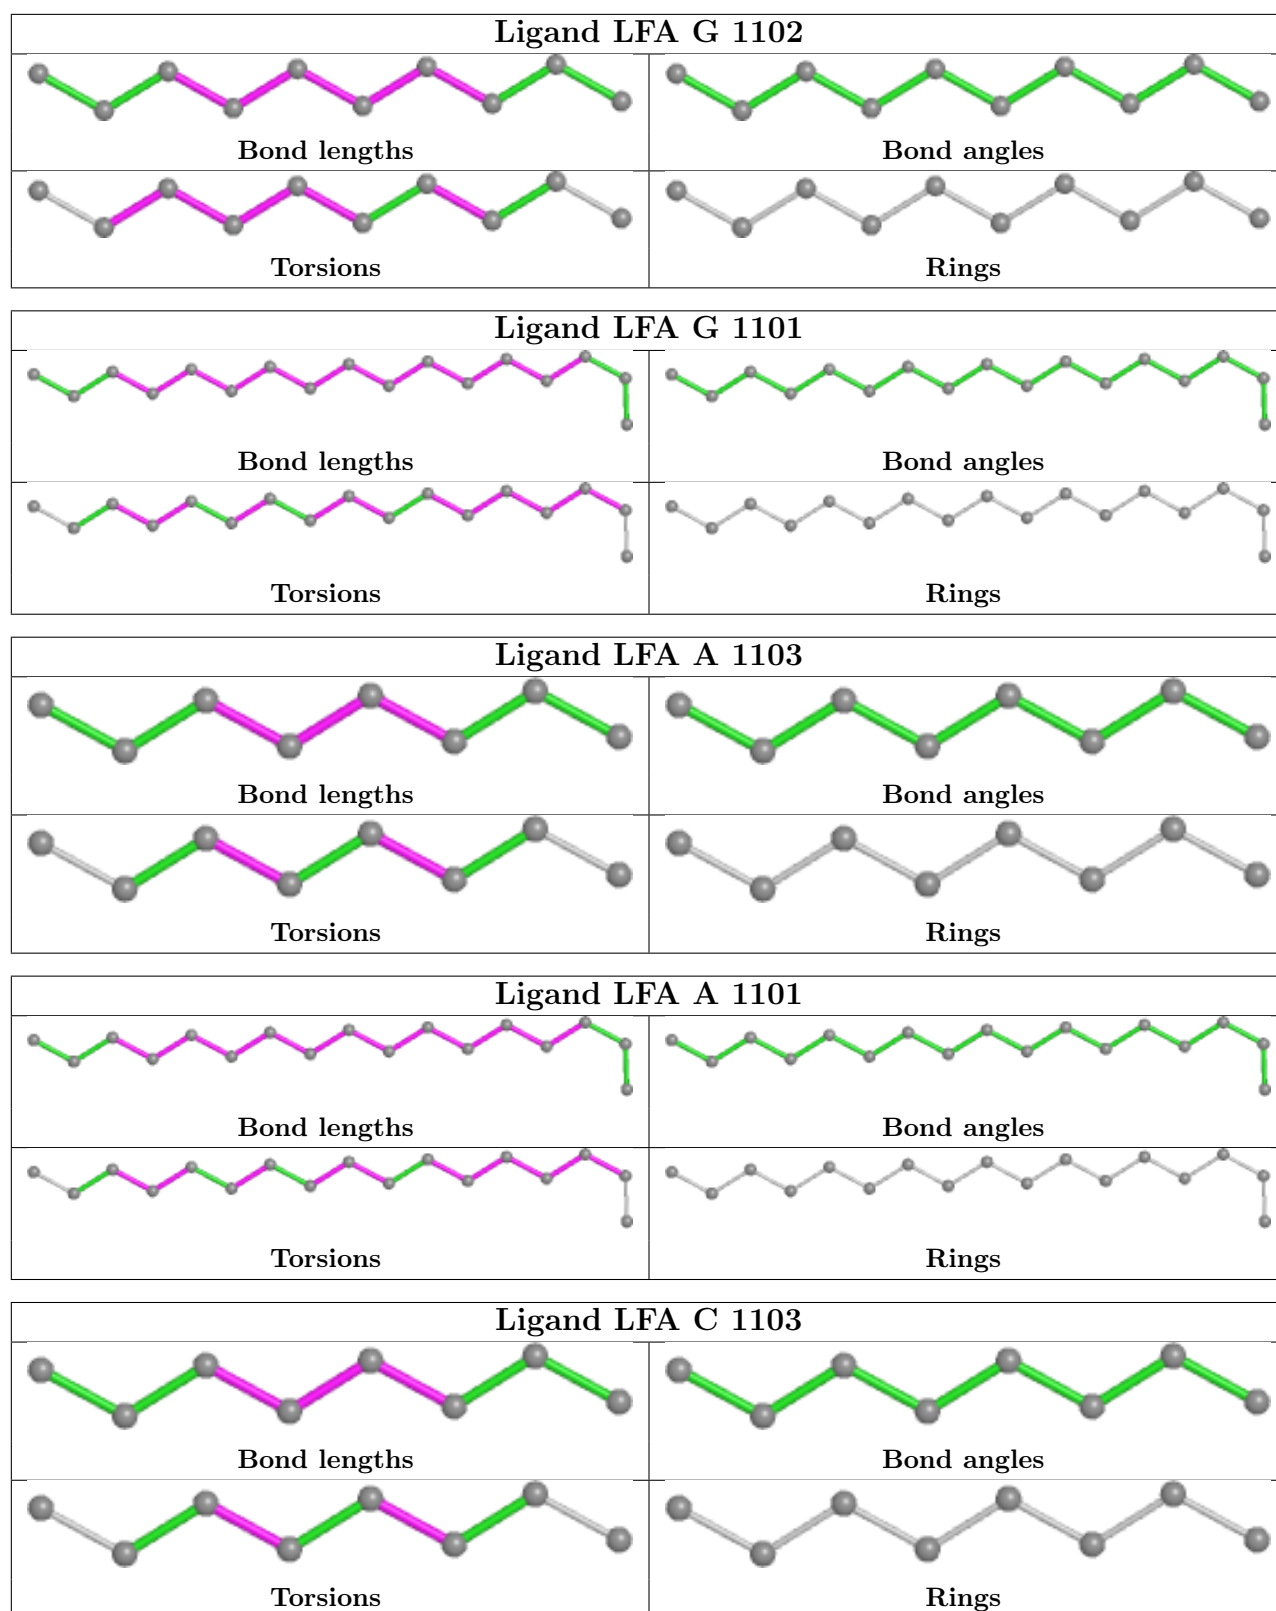 Ligand LFA G 1102
Bond lengths
Bond angles
Torsions
Rings
Ligand LFA G 1101
Bond lengths
Bond angles
Torsions
Rings
Ligand LFA A 1103
Bond lengths
Bond angles
Torsions
Rings
Ligand LFA A 1101
Bond lengths
Bond angles
Torsions
Rings
Ligand LFA C 1103
Bond lengths
Bond angles
Torsions
Rings